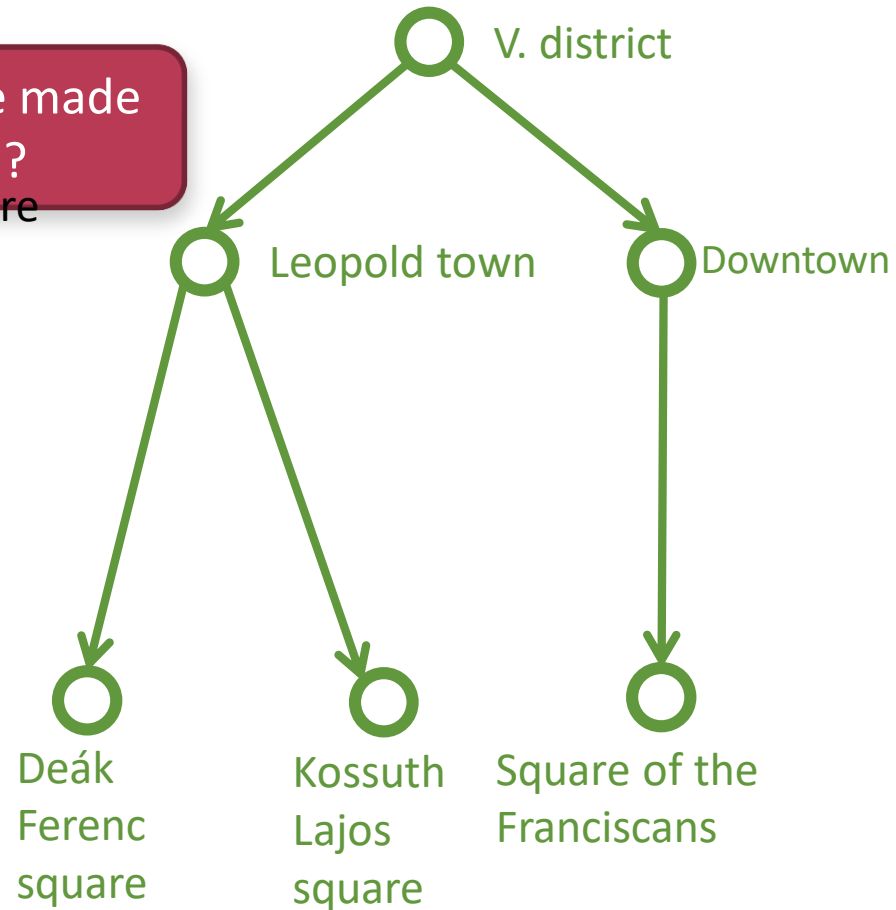 V. district
e made
?
re
Leopold town
Downtown
Deák
Ferenc
square
Kossuth
Lajos
square
Square of the
Franciscans